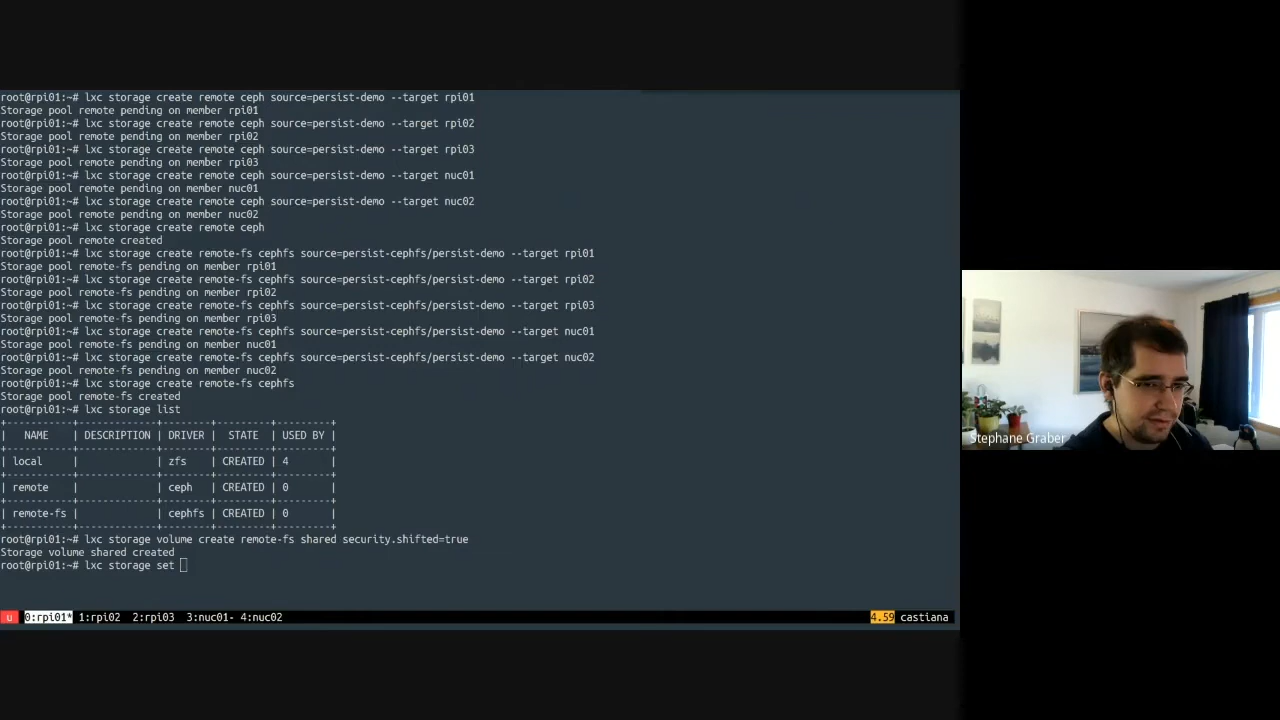 root@rpi01:~# lxc storage create remote ceph source=persist-demo --target rpi01
Storage pool remote pending on member rpi01
root@rpi01:~# lxc storage create remote ceph source=persist-demo --target rpi02
Storage pool remote pending on member rpi02
root@rpi01:~# lxc storage create remote ceph source=persist-demo --target rpi03
Storage pool remote pending on member rpi03
root@rpi01:~# lxc storage create remote ceph source=persist-demo --target nuc01
Storage pool remote pending on member nuc01
root@rpi01:~# lxc storage create remote ceph source=persist-demo --target nuc02
Storage pool remote pending on member nuc02
root@rpi01:~# lxc storage create remote ceph
Storage pool remote created
root@rpi01:~# lxc storage create remote-fs cephfs source=persist-cephfs/persist-demo --target rpi01
Storage pool remote-fs pending on member rpi01
root@rpi01:~# lxc storage create remote-fs cephfs source=persist-cephfs/persist-demo --target rpi02
Storage pool remote-fs pending on member rpi02
root@rpi01:~# lxc storage create remote-fs cephfs source=persist-cephfs/persist-demo --target rpi03
Storage pool remote-fs pending on member rpi03
root@rpi01:~# lxc storage create remote-fs cephfs source=persist-cephfs/persist-demo --target nuc01
Storage pool remote-fs pending on member nuc01
root@rpi01:~# lxc storage create remote-fs cephfs source=persist-cephfs/persist-demo --target nuc02
Storage pool remote-fs pending on member nuc02
root@rpi01:~# lxc storage create remote-fs cephfs
Storage pool remote-fs created
root@rpi01:~# lxc storage list
+-----------+-------------+--------+---------+---------+
| NAME | DESCRIPTION | DRIVER | STATE | USED BY |
+-----------+-------------+--------+---------+---------+
| local | | zfs | CREATED | 4 |
+-----------+-------------+--------+---------+---------+
| remote | | ceph | CREATED | 0 |
+-----------+-------------+--------+---------+---------+
| remote-fs | | cephfs | CREATED | 0 |
+-----------+-------------+--------+---------+---------+
root@rpi01:~# lxc storage volume create remote-fs shared security.shifted=true
Storage volume shared created
root@rpi01:~# lxc storage set
u 0:rpi01* 1:rpi02 2:rpi03 3:nuc01- 4:nuc02 4.59 castiana
Stephane Graber